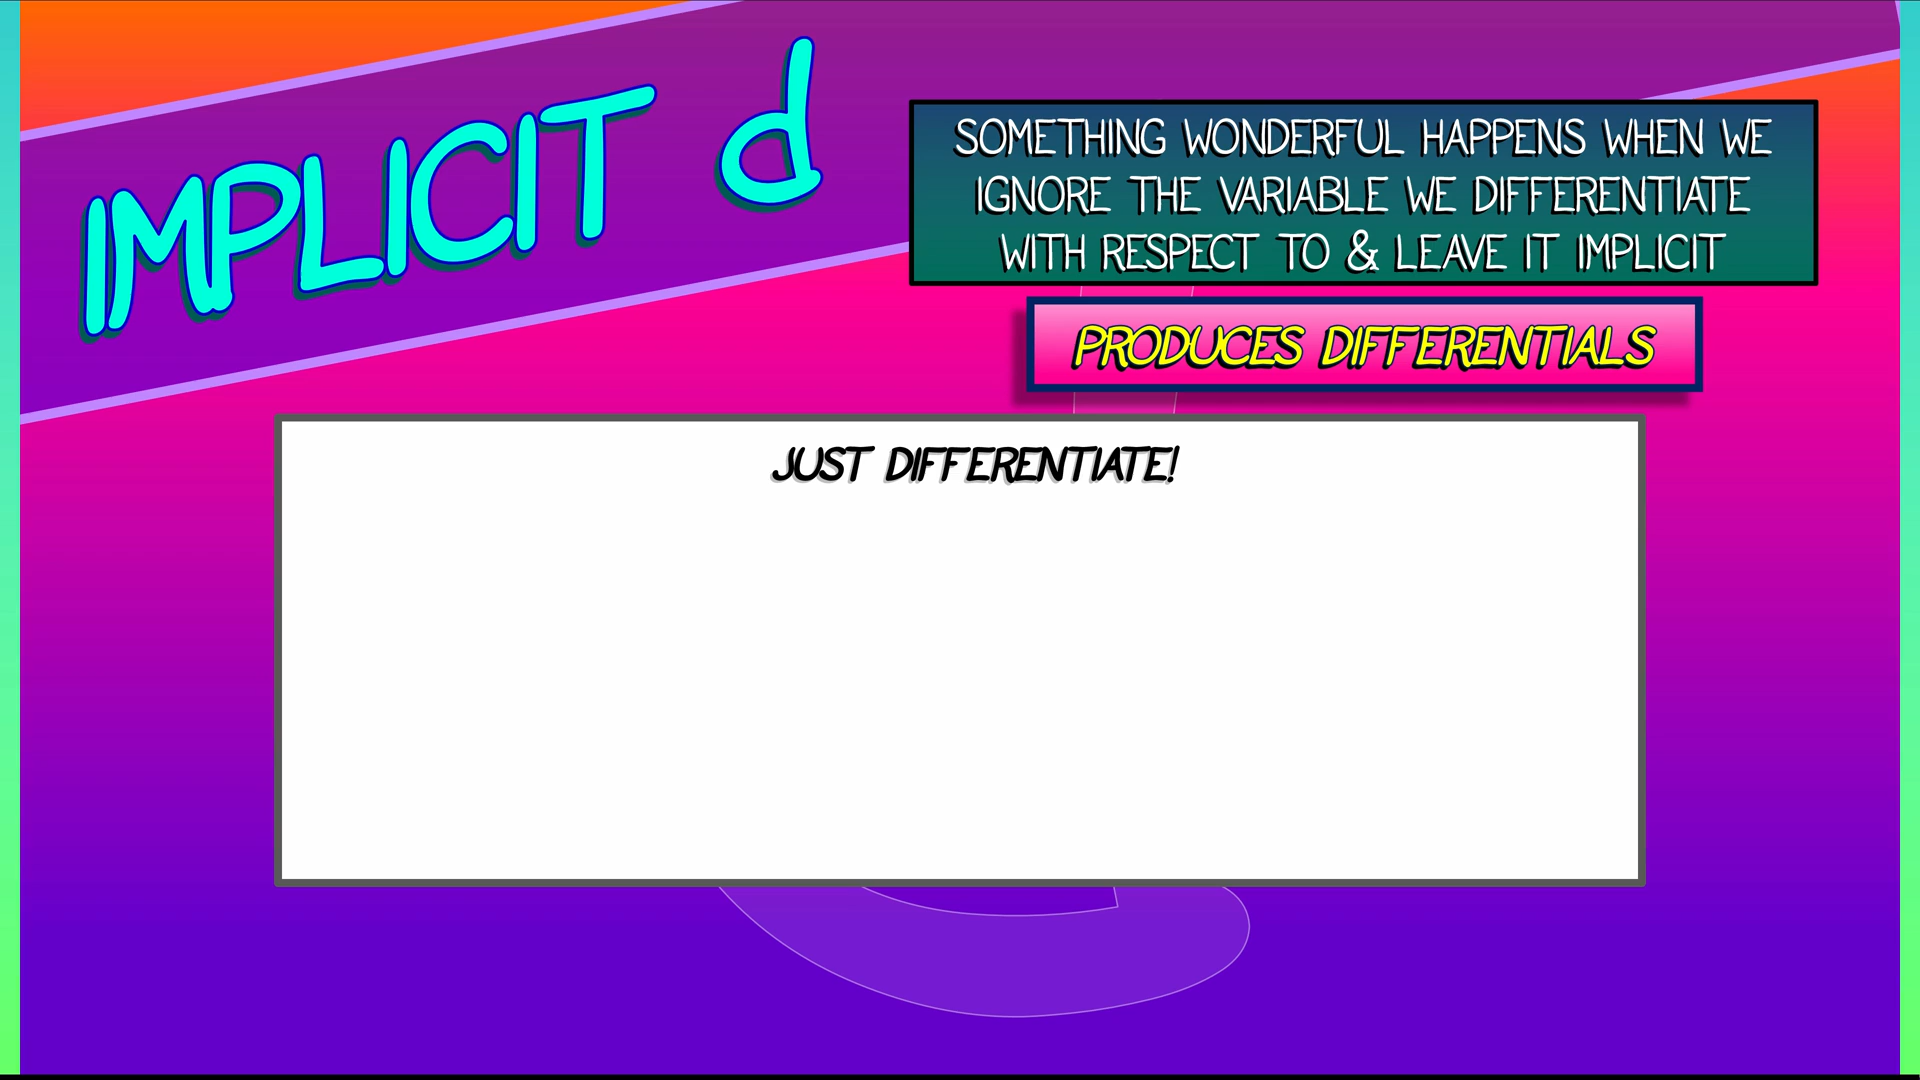 IMPLICIT d
SOMETHING WONDERFUL HAPPENS WHEN WE
IGNORE THE VARIABLE WE DIFFERENTIATE
WITH RESPECT TO & LEAVE IT IMPLICIT
PRODUCES DIFFERENTIALS
JUST DIFFERENTIATE!